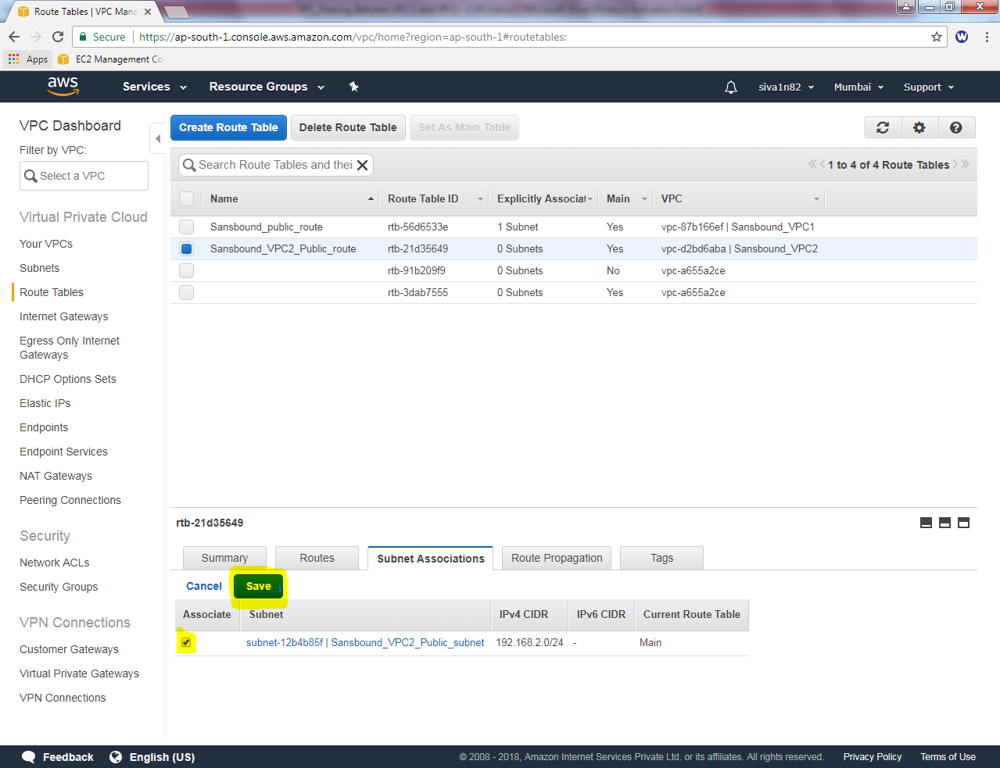 Route Tables | VPC Mana
Secure https://ap-south-1.console.aws.amazon.com/vpc/home?region=ap-south-1#routetables:
W
Apps EC2 Management Co
aws Services Resource Groups siva1n82 Mumbai Support
VPC Dashboard
Filter by VPC:
Select a VPC
Virtual Private Cloud
Your VPCs
Subnets
Route Tables
Internet Gateways
Egress Only Internet
Gateways
DHCP Options Sets
Elastic IPs
Endpoints
Endpoint Services
NAT Gateways
Peering Connections
Security
Network ACLs
Security Groups
VPN Connections
Customer Gateways
Virtual Private Gateways
VPN Connections
Create Route Table Delete Route Table Set As Main Table
Search Route Tables and thei 1 to 4 of 4 Route Tables
Name Route Table ID Explicitly Associat Main VPC
Sansbound_public_route rtb-56d6533e 1 Subnet Yes vpc-87b166ef | Sansbound_VPC1
Sansbound_VPC2_Public_route rtb-21d35649 0 Subnets Yes vpc-d2bd6aba | Sansbound_VPC2
rtb-91b209f9 0 Subnets No vpc-a655a2ce
rtb-3dab7555 0 Subnets Yes vpc-a655a2ce
rtb-21d35649
Summary Routes Subnet Associations Route Propagation Tags
Cancel Save
Associate Subnet IPv4 CIDR IPv6 CIDR Current Route Table
subnet-12b4b85f | Sansbound_VPC2_Public_subnet 192.168.2.0/24 - Main
Feedback English (US) © 2008 - 2018, Amazon Internet Services Private Ltd. or its affiliates. All rights reserved. Privacy Policy Terms of Use